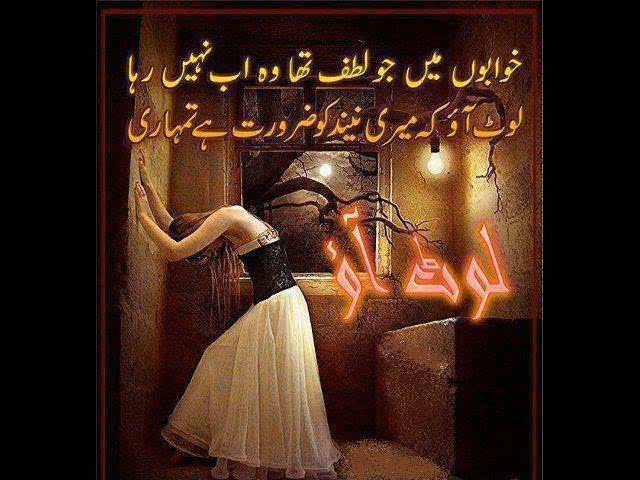 خوابوں میں جو لطف تھا وہ اب نہیں رہا
لوٹ آؤ کہ میری نیند کو ضرورت ہے تمہاری
لوٹ آؤ